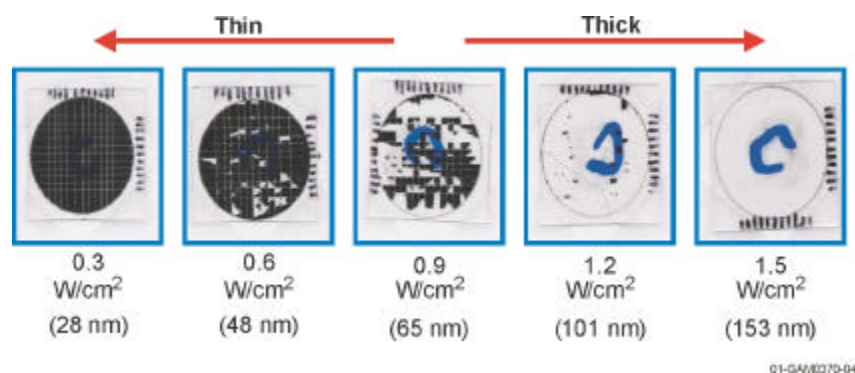 Thin Thick
0.3 0.6 0.9 1.2 1.5
W/cm² W/cm² W/cm² W/cm² W/cm²
(28 nm) (48 nm) (65 nm) (101 nm) (153 nm)
01-GAM0370-04